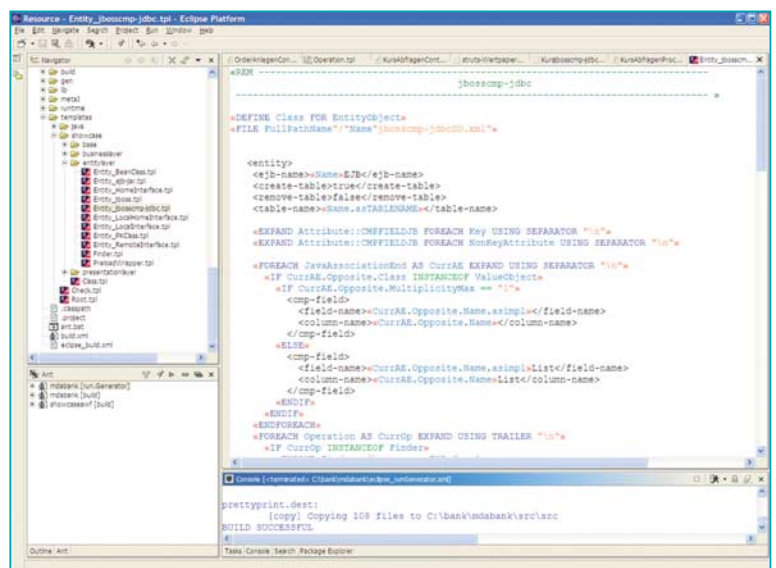 Resource - Entity_jbosscmp-jdbc.tpl - Eclipse Platform
File Edit Navigate Search Project Run Window Help
Navigator
build
gen
lib
meta3
runtime
templates
java
showcase
base
businesslayer
entitylayer
Entity_BeanClass.tpl
Entity_ejb-jar.tpl
Entity_HomeInterface.tpl
Entity_jboss.tpl
Entity_jbosscmp-jdbc.tpl
Entity_LocalHomeInterface.tpl
Entity_LocalInterface.tpl
Entity_PKClass.tpl
Entity_RemoteInterface.tpl
Finder.tpl
PreloadWrapper.tpl
presentationlayer
Class.tpl
Check.tpl
Root.tpl
.classpath
.project
ant.bat
build.xml
eclipse_build.xml
Ant
mdabank [run.Generator]
mdabank [build]
showcaseswf [build]
Outline Ant
OrderAnlegenCon... Operation.tpl KursAbfragenCont... struts-Wertpapier... Kursjbosscmp-jdbc... KursAbfragenProc... Entity_jbosscm...
«REM --------------------------------------------------------------------
jbosscmp-jdbc
-------------------------------------------------------------------- »
«DEFINE Class FOR EntityObject»
«FILE FullPathName"/"Name"jbosscmp-jdbcDD.xml"»
<entity>
<ejb-name>«Name»EJB</ejb-name>
<create-table>true</create-table>
<remove-table>false</remove-table>
<table-name>«Name.asTABLENAME»</table-name>
«EXPAND Attribute::CMPFIELDJB FOREACH Key USING SEPARATOR "\n"»
«EXPAND Attribute::CMPFIELDJB FOREACH NonKeyAttribute USING SEPARATOR "\n"»
«FOREACH JavaAssociationEnd AS CurrAE EXPAND USING SEPARATOR "\n"»
«IF CurrAE.Opposite.Class INSTANCEOF ValueObject»
«IF CurrAE.Opposite.MultiplicityMax == "1"»
<cmp-field>
<field-name>«CurrAE.Opposite.Name.asimpl»</field-name>
<column-name>«CurrAE.Opposite.Name»</column-name>
</cmp-field>
«ELSE»
<cmp-field>
<field-name>«CurrAE.Opposite.Name.asimpl»List</field-name>
<column-name>«CurrAE.Opposite.Name»List</column-name>
</cmp-field>
«ENDIF»
«ENDIF»
«ENDFOREACH»
«FOREACH Operation AS CurrOp EXPAND USING TRAILER "\n"»
«IF CurrOp INSTANCEOF Finder»
Console [<terminated> C:\bank\mdabank\eclipse_runGenerator.xml]
prettyprint.dest:
[copy] Copying 108 files to C:\bank\mdabank\src\src
BUILD SUCCESSFUL
Tasks Console Search Package Explorer